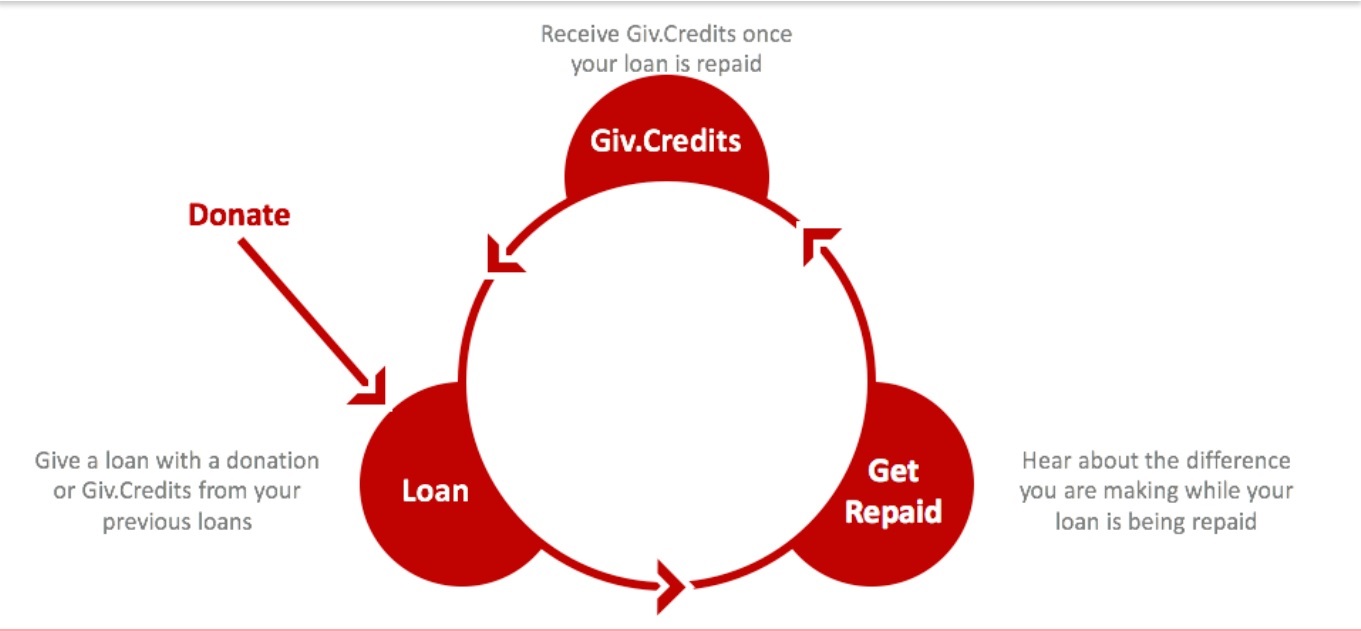 Receive Giv.Credits once
your loan is repaid
Giv.Credits
Donate
Give a loan with a donation
or Giv.Credits from your
previous loans
Loan
Get
Repaid
Hear about the difference
you are making while your
loan is being repaid